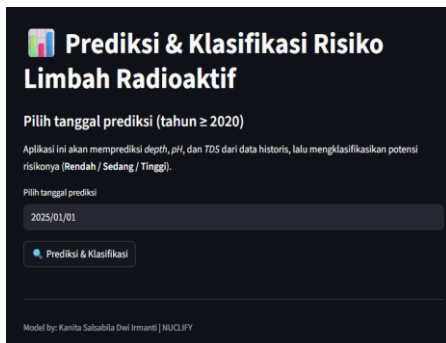 Prediksi & Klasifikasi Risiko
Limbah Radioaktif
Pilih tanggal prediksi (tahun ≥ 2020)
Aplikasi ini akan memprediksi depth, pH, dan TDS dari data historis, lalu mengklasifikasikan potensi
risikonya (Rendah / Sedang / Tinggi).
Pilih tanggal prediksi
2025/01/01
Prediksi & Klasifikasi
Model by: Kanita Salsabila Dwi Irmanti | NUCLIFY